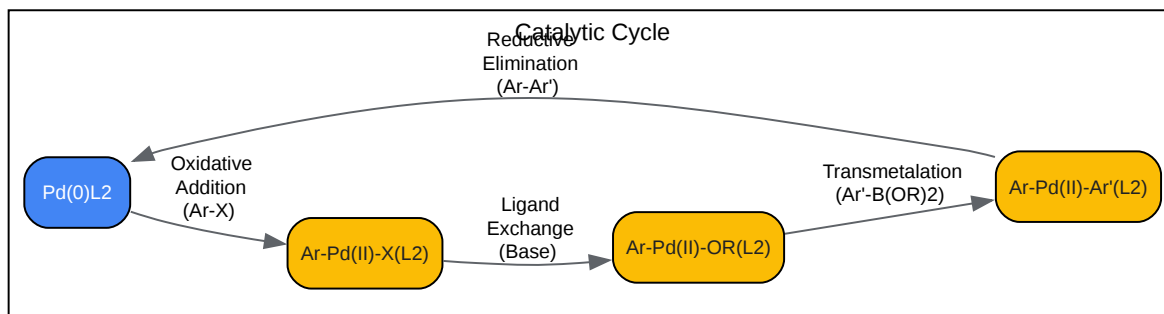 Catalytic Cycle
Reductive
Elimination
(Ar-Ar')
Oxidative
Addition
(Ar-X)
Transmetalation
(Ar'-B(OR)2)
Ligand
Exchange
(Base)
Pd(0)L2
Ar-Pd(II)-X(L2)
Ar-Pd(II)-OR(L2)
Ar-Pd(II)-Ar'(L2)